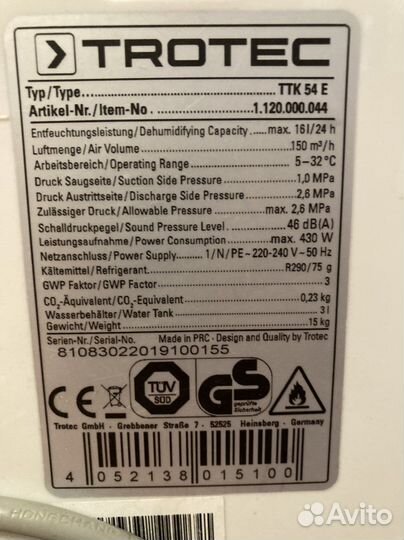 TROTEC
Typ/Type TTK 54 E
Artikel-Nr./Item-No 1.120.000.044
Entfeuchtungsleistung/Dehumidifying Capacity max. 16l/24 h
Luftmenge/Air Volume 150 m³/h
Arbeitsbereich/Operating Range 5–32°C
Druck Saugseite/Suction Side Pressure 1,0 MPa
Druck Austrittseite/Discharge Side Pressure 2,6 MPa
Zulässiger Druck/Allowable Pressure max. 2,6 MPa
Schalldruckpegel/Sound Pressure Level 46 dB(A)
Leistungsaufnahme/Power Consumption max. 430 W
Netzanschluss/Power Supply 1/N/PE~220-240 V~50 Hz
Kältemittel/Refrigerant R290/75 g
GWP Faktor/GWP Factor 3
CO₂-Äquivalent/CO₂-Equivalent 0,23 kg
Wasserbehälter/Water Tank 3 l
Gewicht/Weight 15 kg
Serien-Nr./Serial-No. Made in PRC - Design and Quality by Trotec
81083022019100155
CE
TÜV
SÜD
GS
geprüfte
Sicherheit
Trotec GmbH - Grebbener Straße 7 - 52525 Heinsberg - Germany
4 052138 015100
Avito